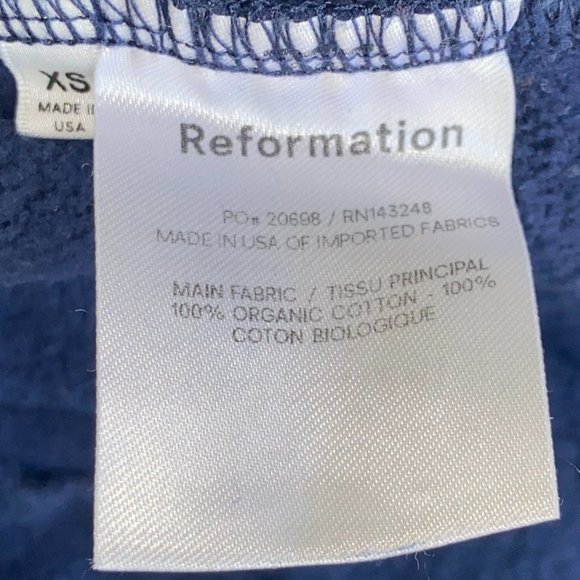 XS
MADE I
USA
Reformation
PO# 20698 / RN143248
MADE IN USA OF IMPORTED FABRICS
MAIN FABRIC / TISSU PRINCIPAL
100% ORGANIC COTTON - 100%
COTON BIOLOGIQUE